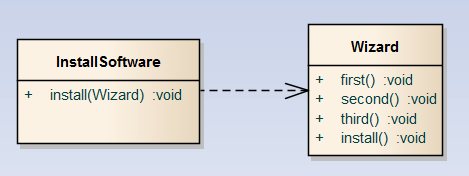 InstallSoftware
+ install(Wizard) :void
Wizard
+ first() :void
+ second() :void
+ third() :void
+ install() :void